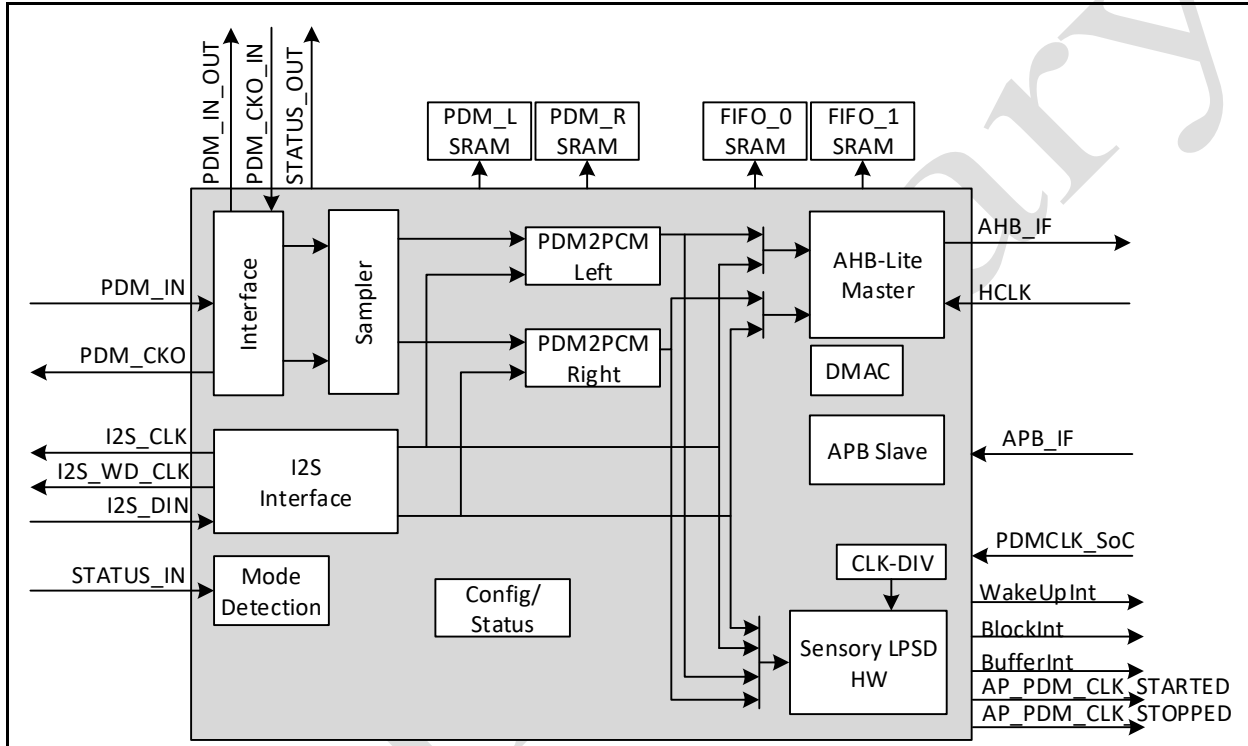 PDM_IN_OUT
PDM_CKO_IN
STATUS_OUT
PDM_L
SRAM
PDM_R
SRAM
FIFO_0
SRAM
FIFO_1
SRAM
Interface
Sampler
PDM2PCM
Left
PDM2PCM
Right
AHB-Lite
Master
AHB_IF
HCLK
PDM_IN
PDM_CKO
DMAC
I2S_CLK
I2S_WD_CLK
I2S_DIN
I2S
Interface
APB Slave
APB_IF
STATUS_IN
Mode
Detection
Config/
Status
CLK-DIV
Sensory LPSD
HW
PDMCLK_SoC
WakeUpInt
BlockInt
BufferInt
AP_PDM_CLK_STARTED
AP_PDM_CLK_STOPPED